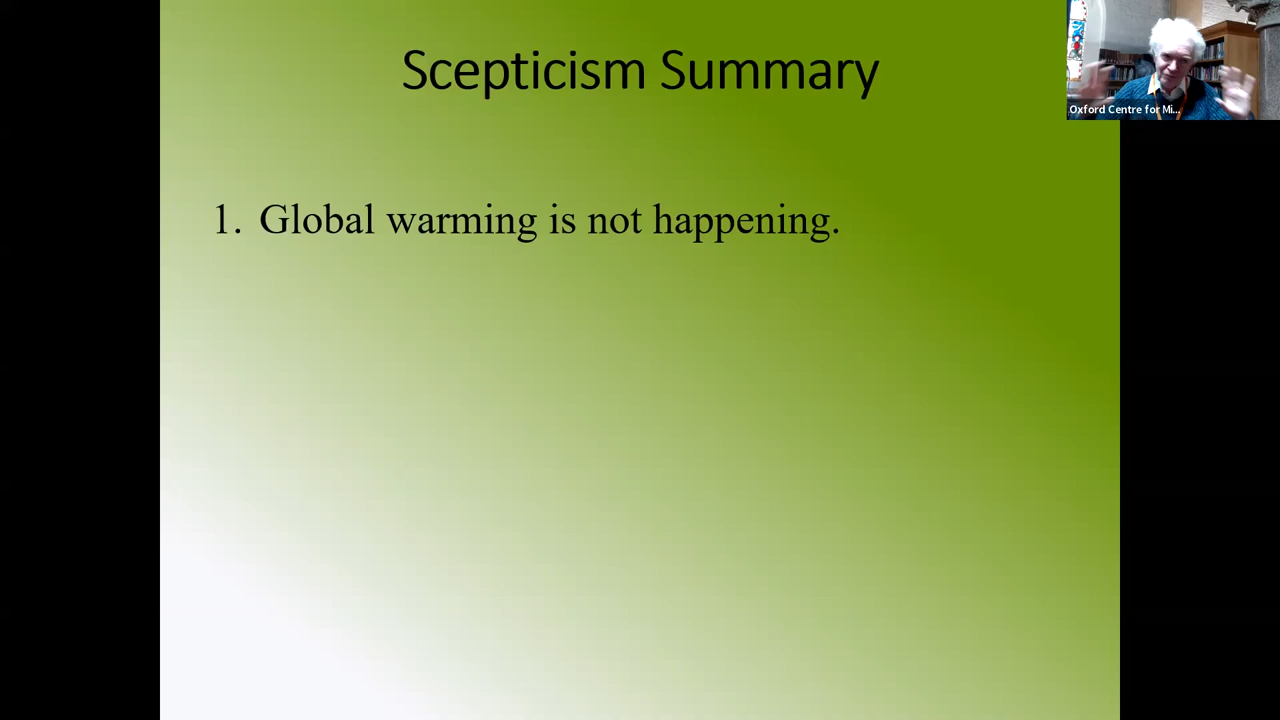 Scepticism Summary
Oxford Centre for Mi...
1. Global warming is not happening.